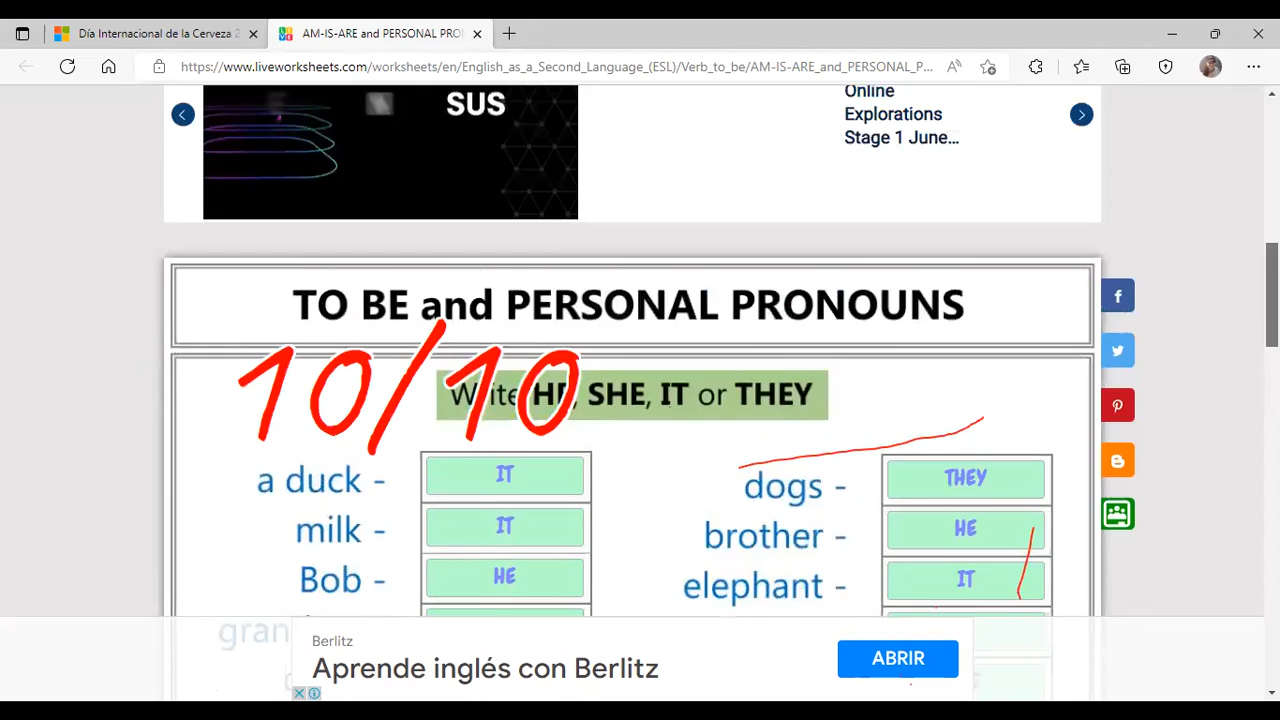 Día Internacional de la Cerveza 2
AM-IS-ARE and PERSONAL PRO
https://www.liveworksheets.com/worksheets/en/English_as_a_Second_Language_(ESL)/Verb_to_be/AM-IS-ARE_and_PERSONAL_P...
SUS
Online
Explorations
Stage 1 June...
TO BE and PERSONAL PRONOUNS
10/10
Write HE, SHE, IT or THEY
a duck - IT
milk - IT
Bob - HE
gran
dogs - THEY
brother - HE
elephant - IT
Berlitz
Aprende inglés con Berlitz
ABRIR